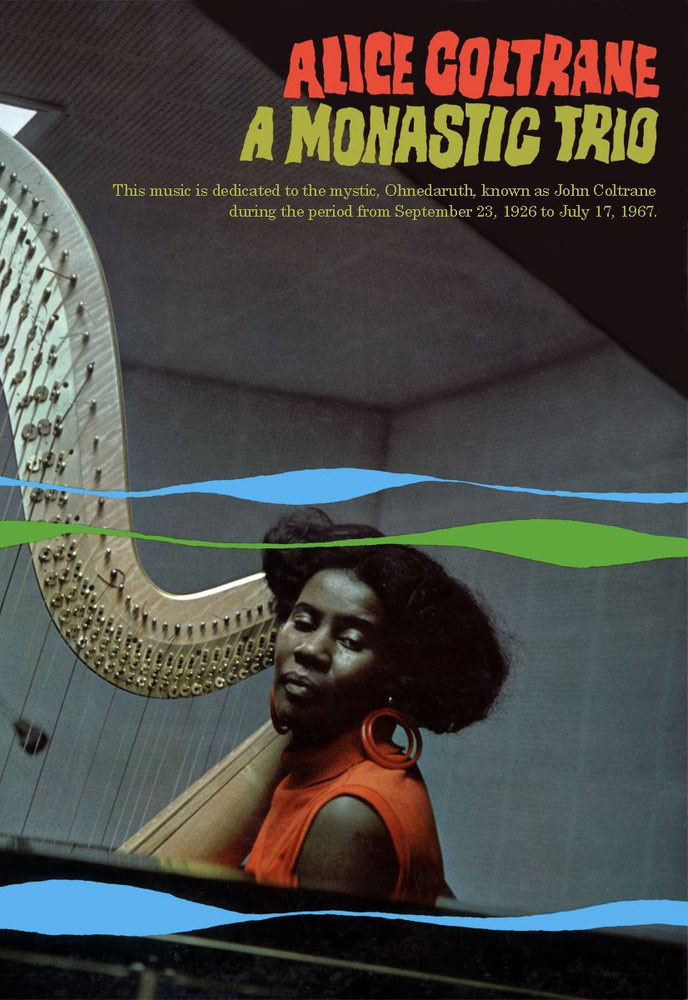 ALICE COLTRANE
A MONASTIC TRIO
This music is dedicated to the mystic, Ohnedaruth, known as John Coltrane
during the period from September 23, 1926 to July 17, 1967.